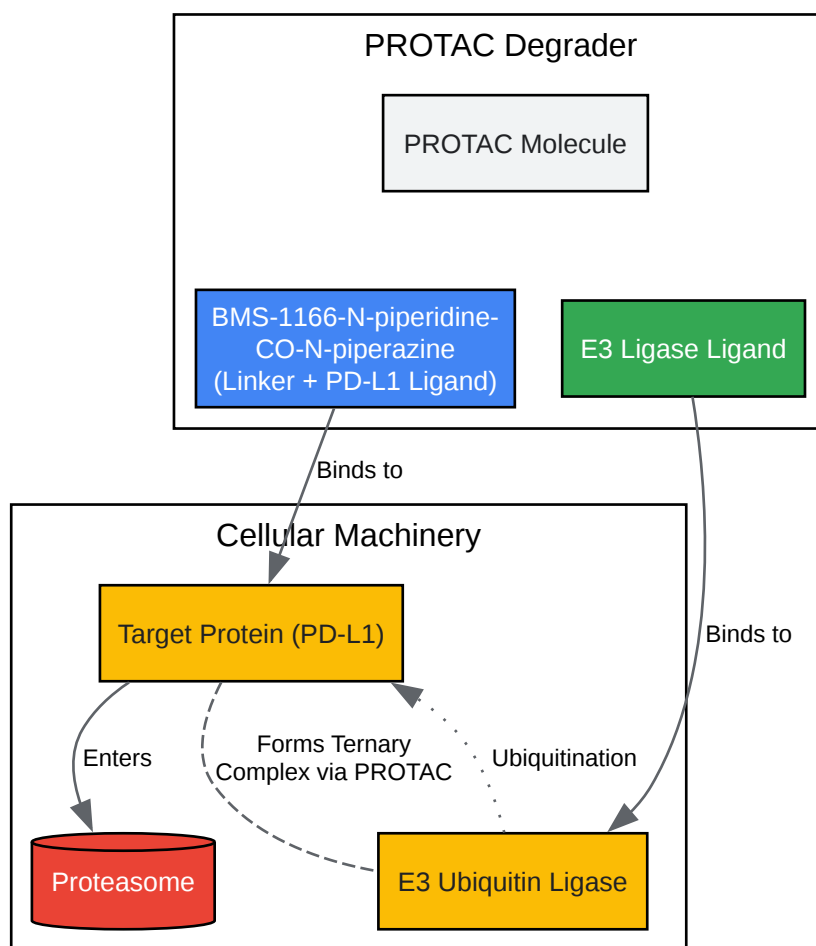 PROTAC Degrader
PROTAC Molecule
BMS-1166-N-piperidine-
CO-N-piperazine
(Linker + PD-L1 Ligand)
E3 Ligase Ligand
Binds to
Cellular Machinery
Target Protein (PD-L1)
Binds to
Enters
Forms Ternary
Complex via PROTAC
Ubiquitination
Proteasome
E3 Ubiquitin Ligase